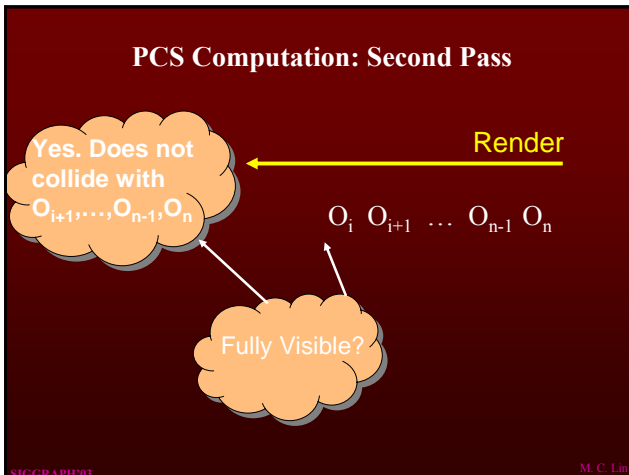 PCS Computation: Second Pass
Yes. Does not
collide with
Oi+1,…,On-1,On
Render
Oi Oi+1 … On-1 On
Fully Visible?
SIGGRAPH'03
M. C. Lin